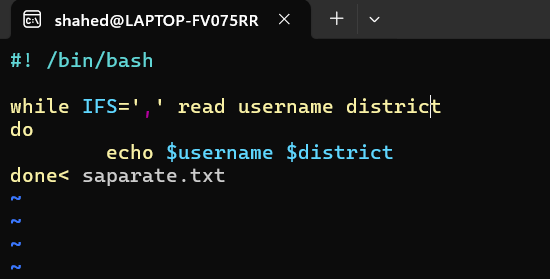 shahed@LAPTOP-FV075RR
#! /bin/bash
while IFS=',' read username district
do
        echo $username $district
done< saparate.txt
~
~
~
~